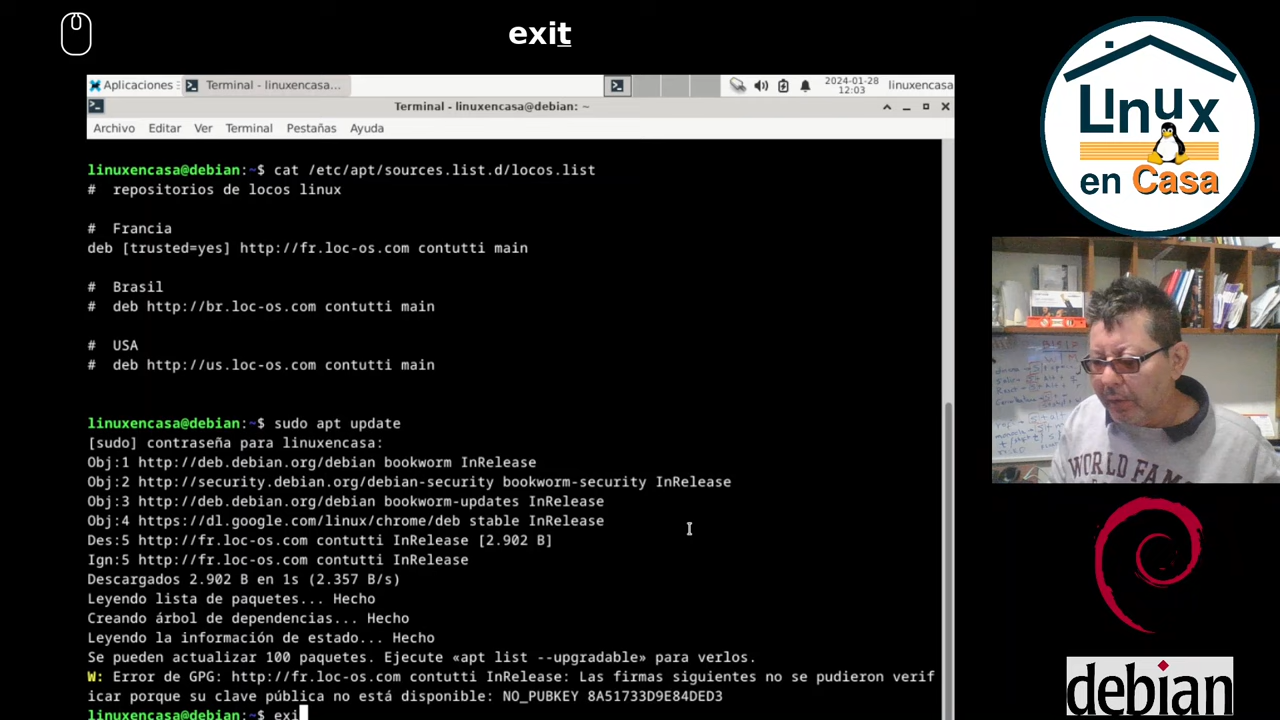 exit
Aplicaciones
Terminal - linuxencasa...
2024-01-28
12:03
linuxencasa
Terminal - linuxencasa@debian: ~
Archivo Editar Ver Terminal Pestañas Ayuda
linuxencasa@debian:~$ cat /etc/apt/sources.list.d/locos.list
# repositorios de locos linux
# Francia
deb [trusted=yes] http://fr.loc-os.com contutti main
# Brasil
# deb http://br.loc-os.com contutti main
# USA
# deb http://us.loc-os.com contutti main
linuxencasa@debian:~$ sudo apt update
[sudo] contraseña para linuxencasa:
Obj:1 http://deb.debian.org/debian bookworm InRelease
Obj:2 http://security.debian.org/debian-security bookworm-security InRelease
Obj:3 http://deb.debian.org/debian bookworm-updates InRelease
Obj:4 https://dl.google.com/linux/chrome/deb stable InRelease
Des:5 http://fr.loc-os.com contutti InRelease [2.902 B]
Ign:5 http://fr.loc-os.com contutti InRelease
Descargados 2.902 B en 1s (2.357 B/s)
Leyendo lista de paquetes... Hecho
Creando árbol de dependencias... Hecho
Leyendo la información de estado... Hecho
Se pueden actualizar 100 paquetes. Ejecute «apt list --upgradable» para verlos.
W: Error de GPG: http://fr.loc-os.com contutti InRelease: Las firmas siguientes no se pudieron verif
icar porque su clave pública no está disponible: NO_PUBKEY 8A51733D9E84DED3
linuxencasa@debian:~$ exi
Linux
en Casa
WORLD FAM
debian